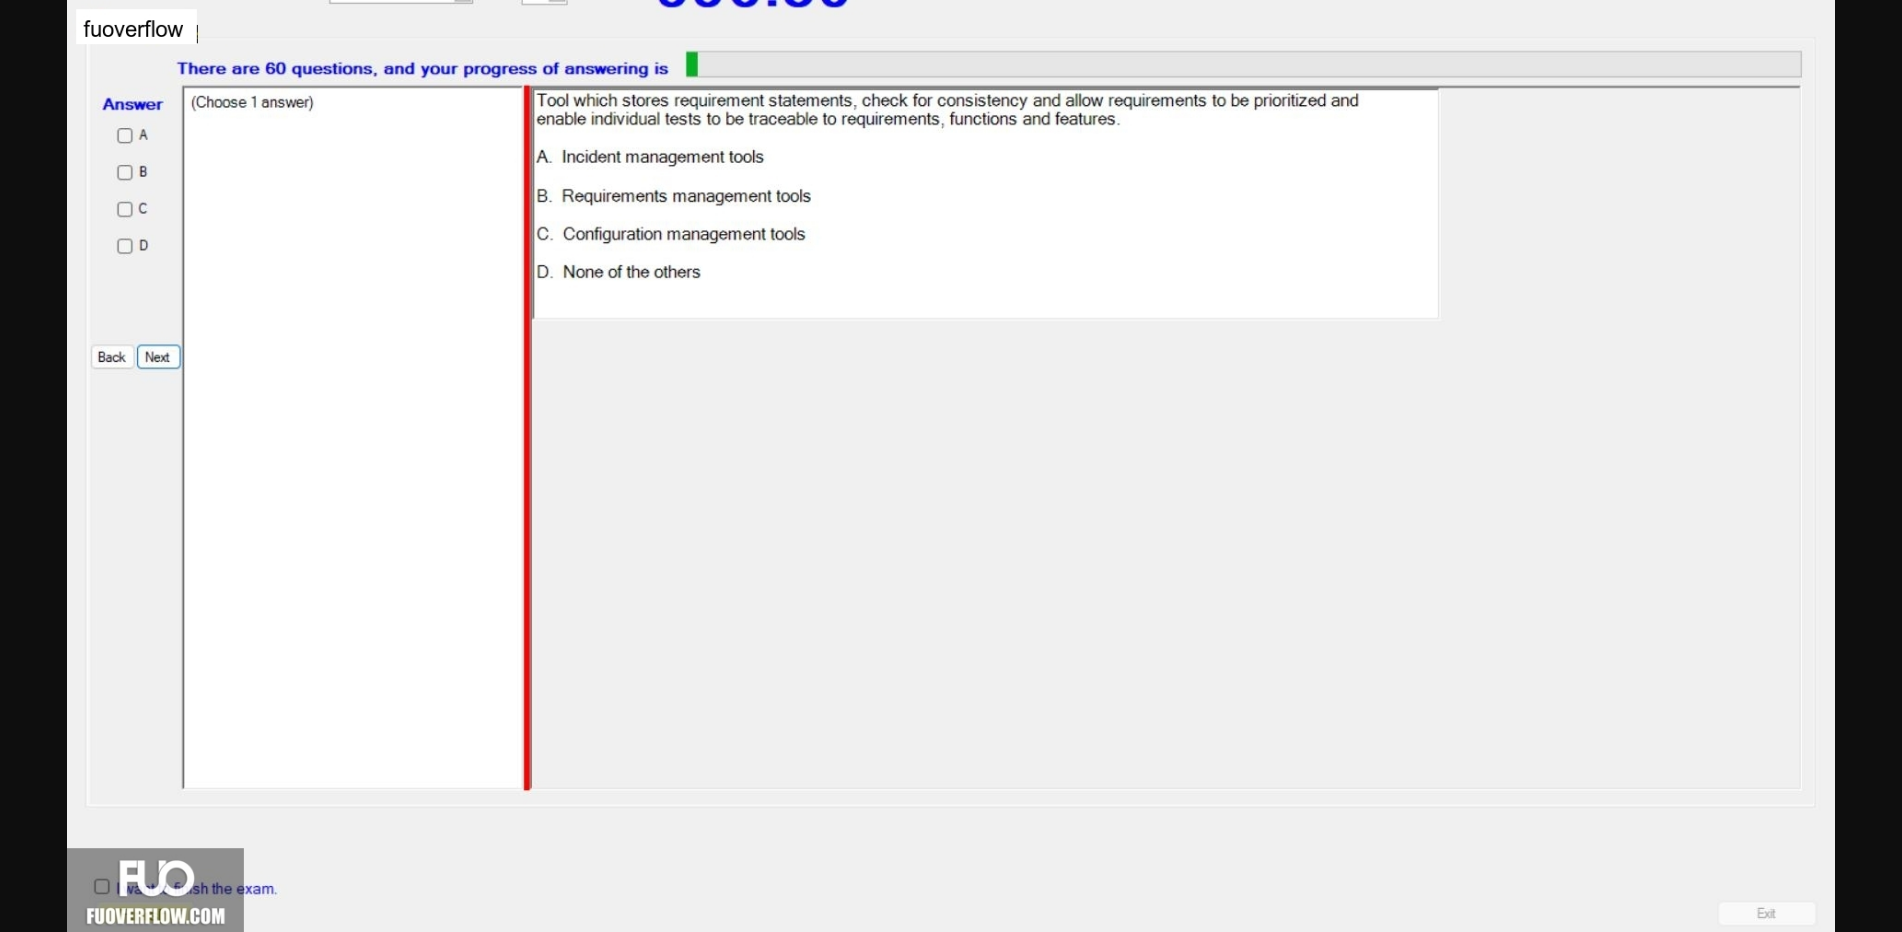 fuoverflow
There are 60 questions, and your progress of answering is
Answer
(Choose 1 answer)
A
B
C
D
Back
Next
Tool which stores requirement statements, check for consistency and allow requirements to be prioritized and
enable individual tests to be traceable to requirements, functions and features.
A. Incident management tools
B. Requirements management tools
C. Configuration management tools
D. None of the others
FUO
I want finish the exam.
FUOVERFLOW.COM
Exit